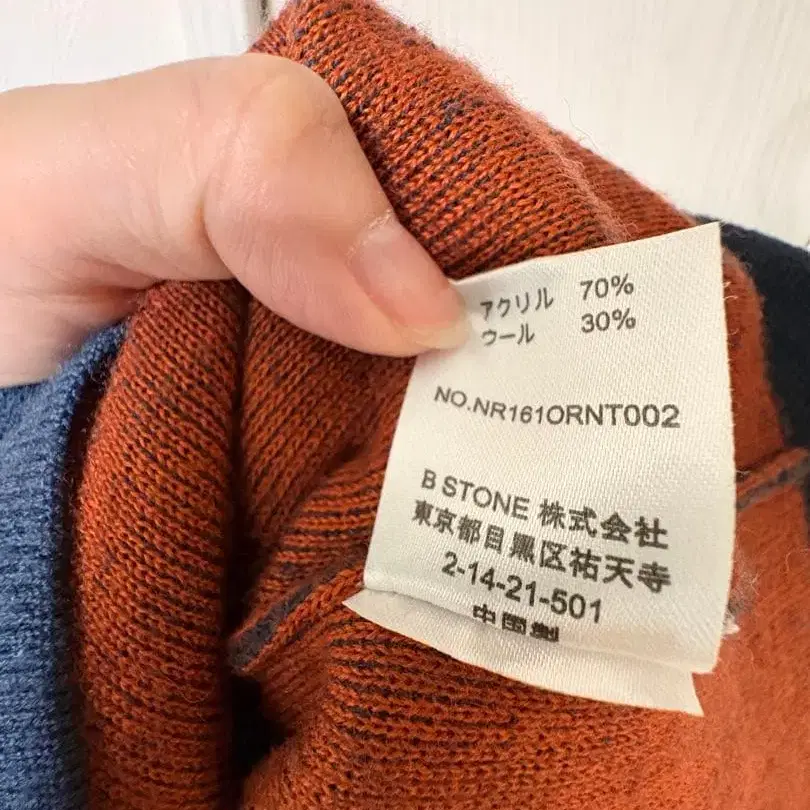 アクリル 70%
ウール 30%
NO.NR161ORNT002
B STONE 株式会社
東京都目黒区祐天寺
2-14-21-501
中国製